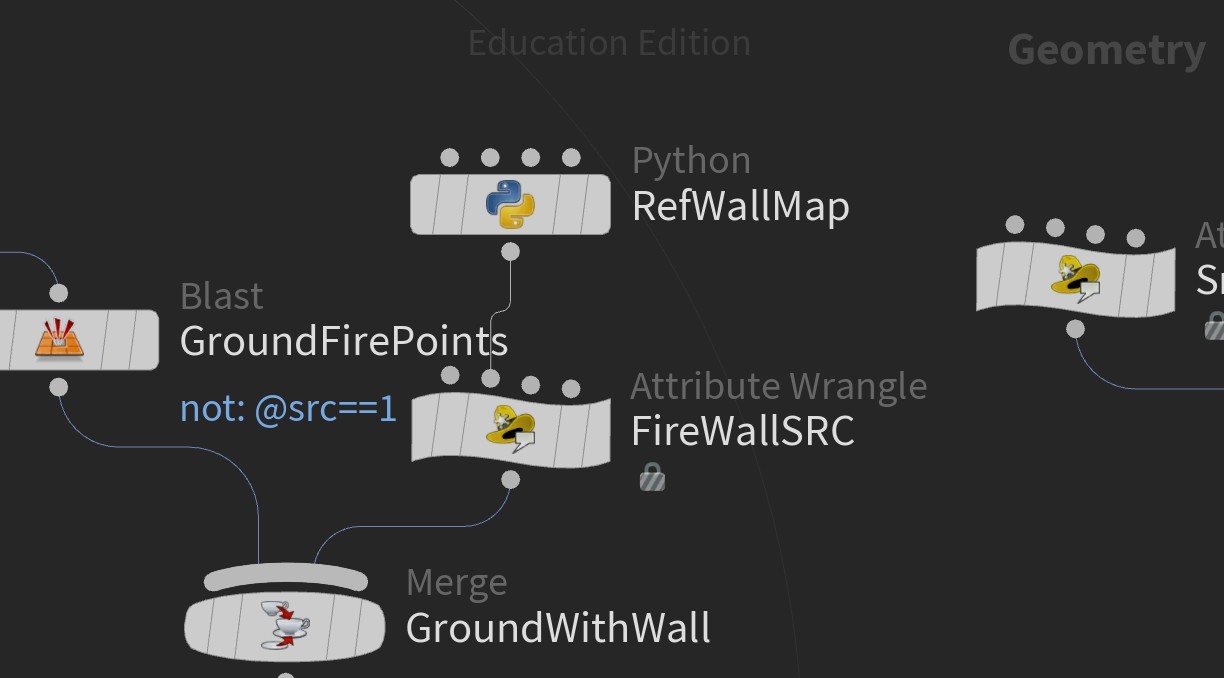 Education Edition
Geometry
Python
RefWallMap
Blast
GroundFirePoints
not: @src==1
Attribute Wrangle
FireWallSRC
Merge
GroundWithWall